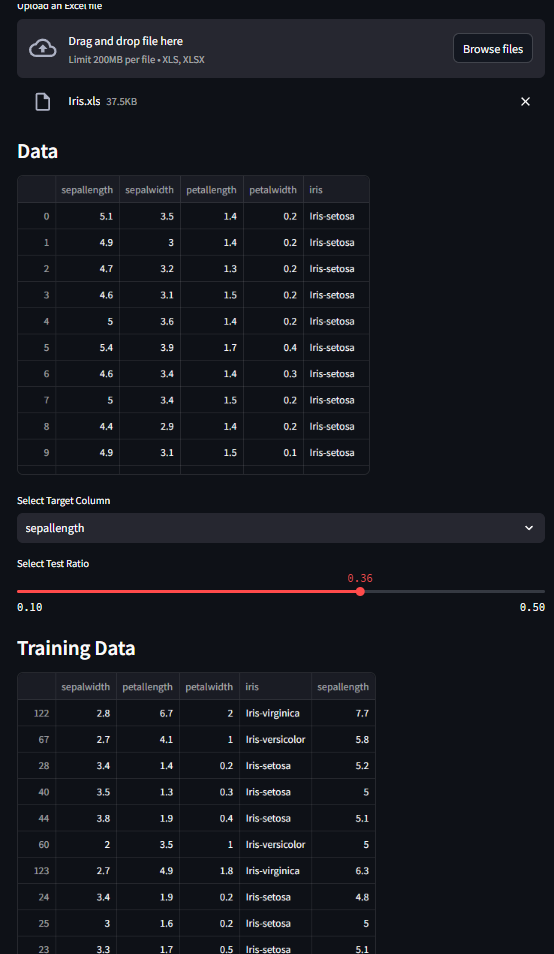 Upload an Excel file
Drag and drop file here
Limit 200MB per file • XLS, XLSX
Browse files
Iris.xls 37.5KB
Data
sepallength sepalwidth petallength petalwidth iris
0 5.1 3.5 1.4 0.2 Iris-setosa
1 4.9 3 1.4 0.2 Iris-setosa
2 4.7 3.2 1.3 0.2 Iris-setosa
3 4.6 3.1 1.5 0.2 Iris-setosa
4 5 3.6 1.4 0.2 Iris-setosa
5 5.4 3.9 1.7 0.4 Iris-setosa
6 4.6 3.4 1.4 0.3 Iris-setosa
7 5 3.4 1.5 0.2 Iris-setosa
8 4.4 2.9 1.4 0.2 Iris-setosa
9 4.9 3.1 1.5 0.1 Iris-setosa
Select Target Column
sepallength
Select Test Ratio
0.36
0.10 0.50
Training Data
sepalwidth petallength petalwidth iris sepallength
122 2.8 6.7 2 Iris-virginica 7.7
67 2.7 4.1 1 Iris-versicolor 5.8
28 3.4 1.4 0.2 Iris-setosa 5.2
40 3.5 1.3 0.3 Iris-setosa 5
44 3.8 1.9 0.4 Iris-setosa 5.1
60 2 3.5 1 Iris-versicolor 5
123 2.7 4.9 1.8 Iris-virginica 6.3
24 3.4 1.9 0.2 Iris-setosa 4.8
25 3 1.6 0.2 Iris-setosa 5
23 3.3 1.7 0.5 Iris-setosa 5.1